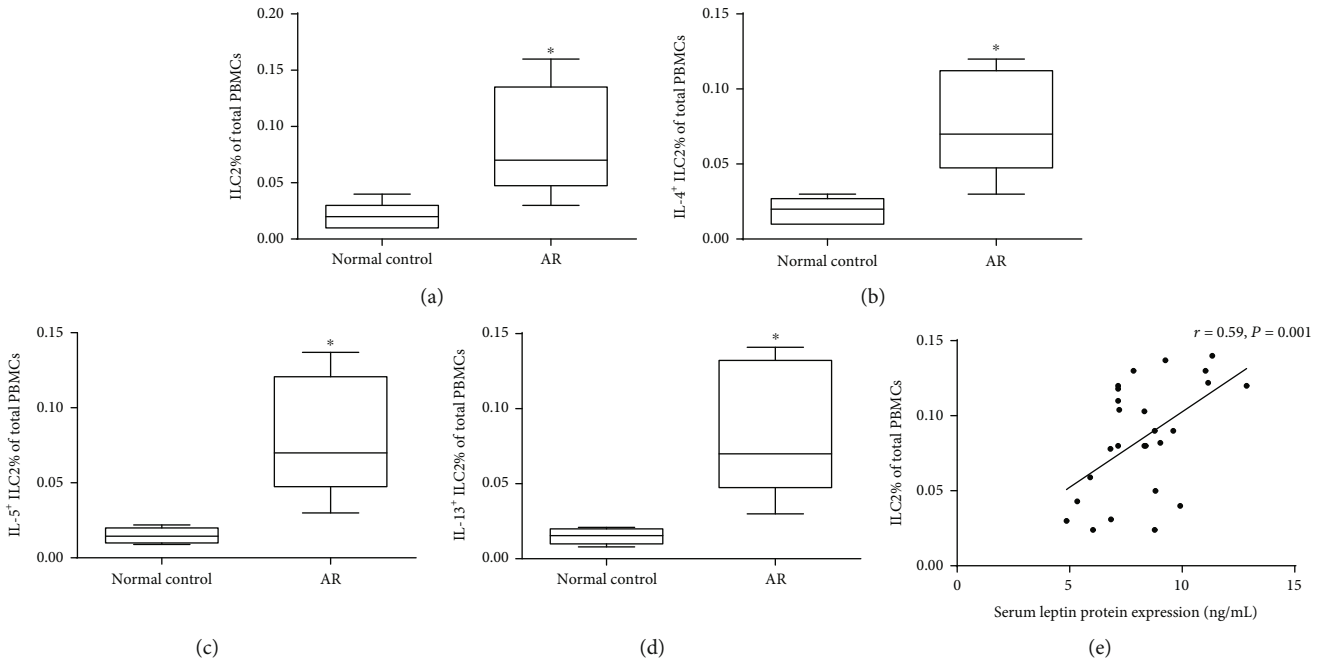 ILC2% of total PBMCs
0.20
0.15
0.10
0.05
0.00
*
Normal control
AR
(a)
IL-4+ ILC2% of total PBMCs
0.15
0.10
0.05
0.00
*
Normal control
AR
(b)
IL-5+ ILC2% of total PBMCs
0.15
0.10
0.05
0.00
*
Normal control
AR
(c)
IL-13+ ILC2% of total PBMCs
0.15
0.10
0.05
0.00
*
Normal control
AR
(d)
r = 0.59, P = 0.001
ILC2% of total PBMCs
0.15
0.10
0.05
0.00
0
5
10
15
Serum leptin protein expression (ng/mL)
(e)